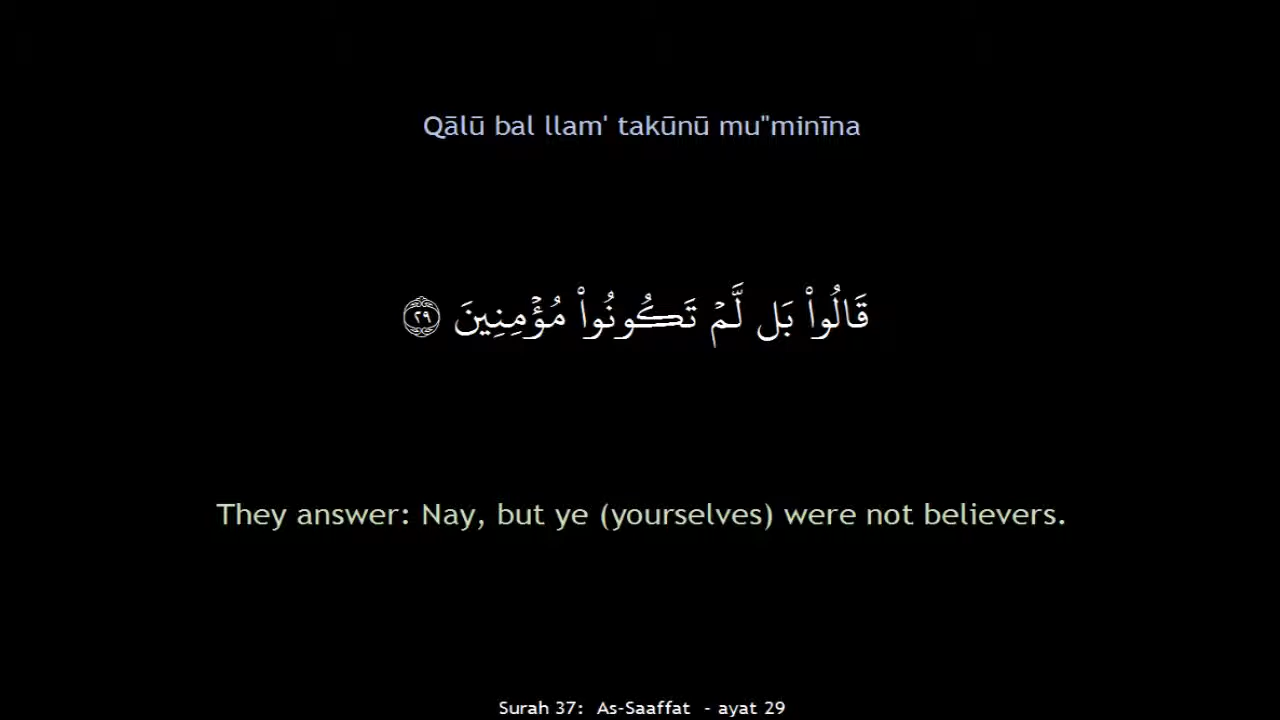 Qālū bal llam' takūnū mu"minīna
قَالُوا۟ بَل لَّمْ تَكُونُوا۟ مُؤْمِنِينَ ٢٩
They answer: Nay, but ye (yourselves) were not believers.
Surah 37: As-Saaffat - ayat 29